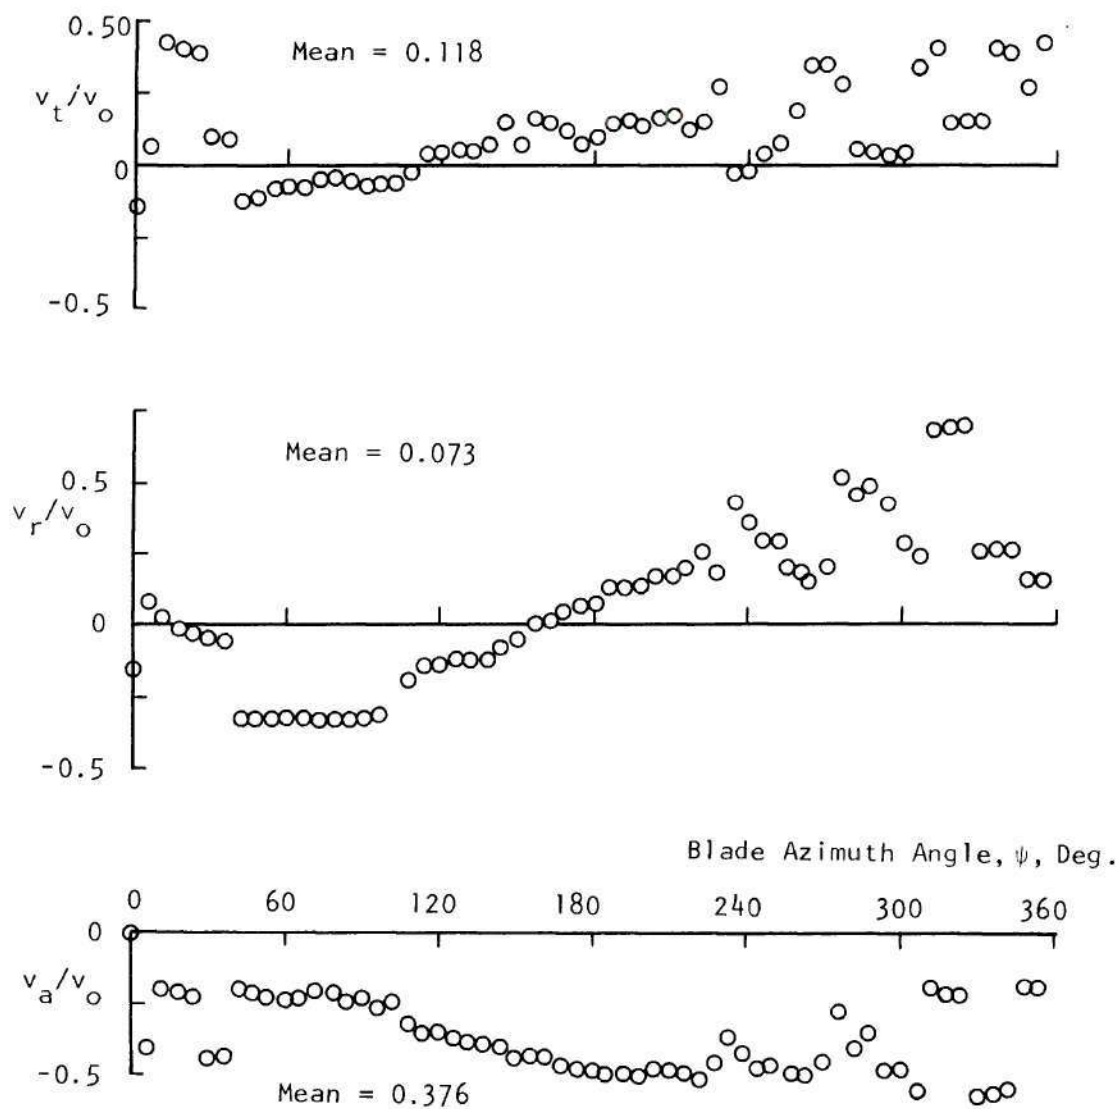 0.50
Mean = 0.118
v_t/v_o
0
-0.5
Mean = 0.073
0.5
v_r/v_o
0
-0.5
Blade Azimuth Angle, ψ, Deg.
0 60 120 180 240 300 360
0
v_a/v_o
-0.5
Mean = 0.376